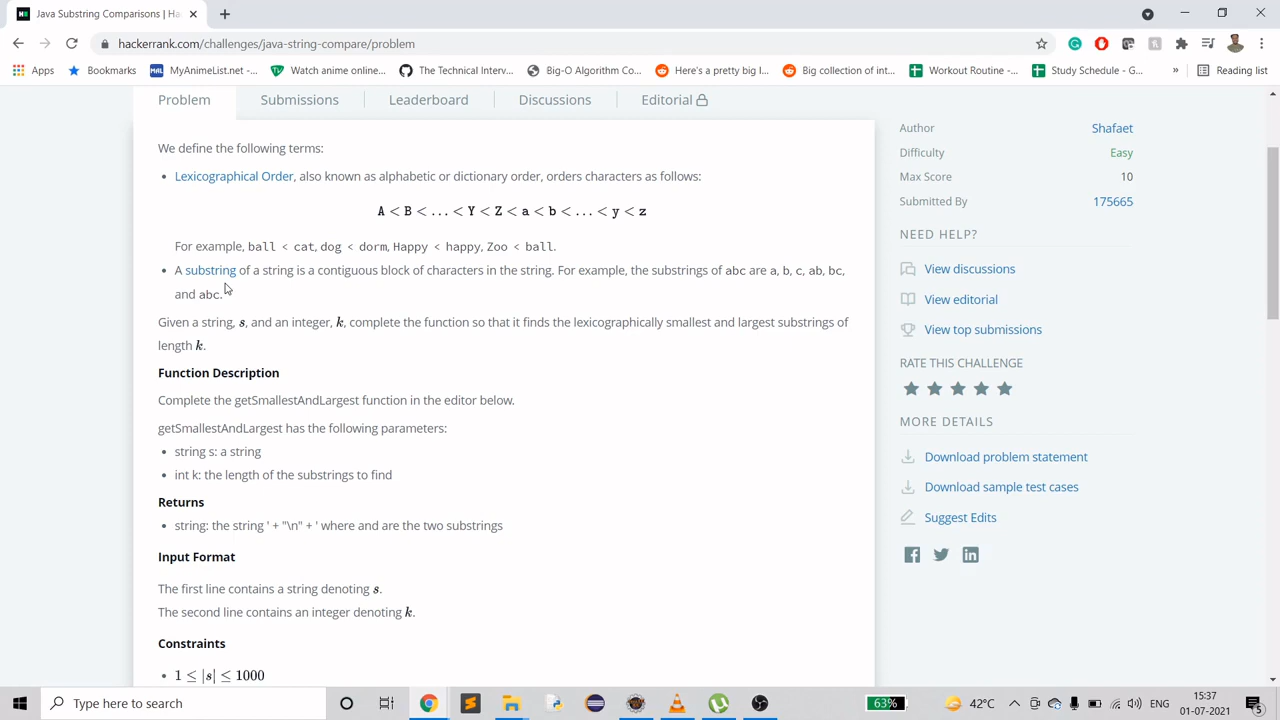 Java Substring Comparisons | Ha
hackerrank.com/challenges/java-string-compare/problem
Apps Bookmarks MyAnimeList.net -... Watch anime online... The Technical Interv... Big-O Algorithm Co... Here's a pretty big l... Big collection of int... Workout Routine -... Study Schedule - G... » Reading list
Problem Submissions Leaderboard Discussions Editorial
We define the following terms:
• Lexicographical Order, also known as alphabetic or dictionary order, orders characters as follows:
A < B < ... < Y < Z < a < b < ... < y < z
For example, ball < cat, dog < dorm, Happy < happy, Zoo < ball.
• A substring of a string is a contiguous block of characters in the string. For example, the substrings of abc are a, b, c, ab, bc,
and abc.
Given a string, s, and an integer, k, complete the function so that it finds the lexicographically smallest and largest substrings of
length k.
Function Description
Complete the getSmallestAndLargest function in the editor below.
getSmallestAndLargest has the following parameters:
• string s: a string
• int k: the length of the substrings to find
Returns
• string: the string ' + "\n" + ' where and are the two substrings
Input Format
The first line contains a string denoting s.
The second line contains an integer denoting k.
Constraints
• 1 ≤ |s| ≤ 1000
Author Shafaet
Difficulty Easy
Max Score 10
Submitted By 175665
NEED HELP?
View discussions
View editorial
View top submissions
RATE THIS CHALLENGE
MORE DETAILS
Download problem statement
Download sample test cases
Suggest Edits
Type here to search
63%
42°C
ENG
15:37
01-07-2021
5